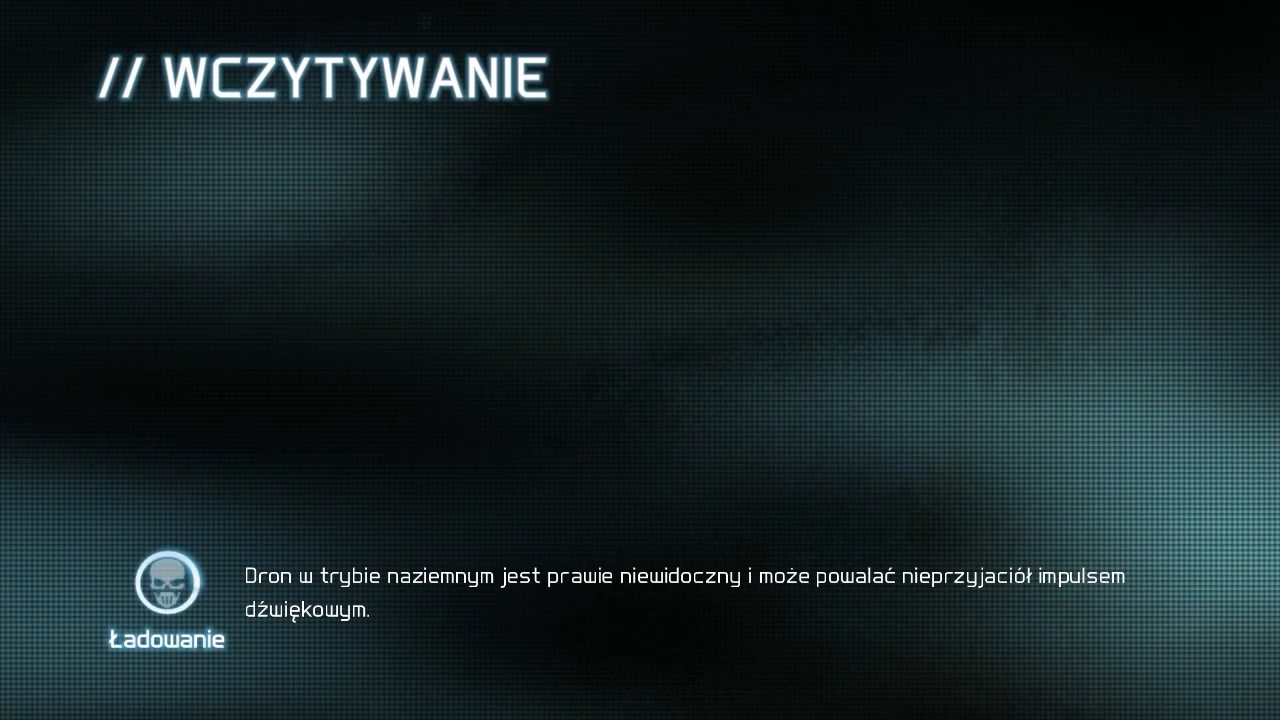 // WCZYTYWANIE
Dron w trybie naziemnym jest prawie niewidoczny i może powalać nieprzyjaciół impulsem
dźwiękowym.
Ładowanie